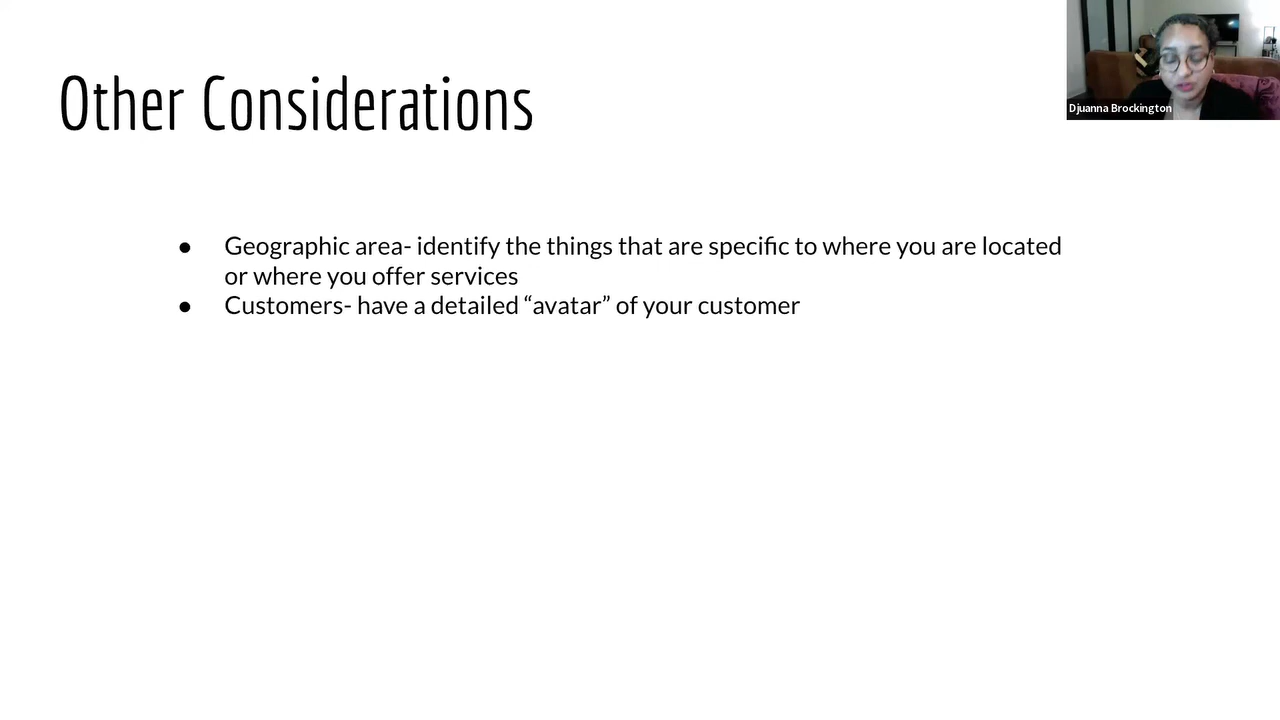 Other Considerations
Djuanna Brockington
● Geographic area- identify the things that are specific to where you are located
or where you offer services
● Customers- have a detailed “avatar” of your customer